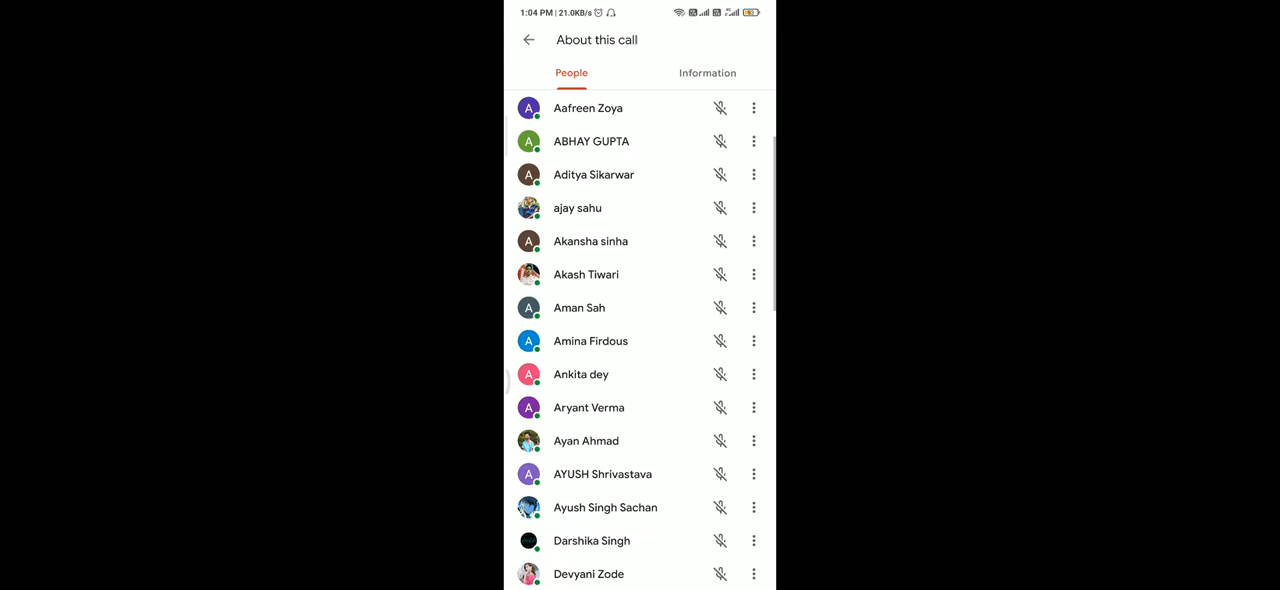 1:04 PM | 21.0KB/s
About this call
People Information
A Aafreen Zoya
A ABHAY GUPTA
A Aditya Sikarwar
ajay sahu
A Akansha sinha
Akash Tiwari
A Aman Sah
A Amina Firdous
A Ankita dey
A Aryant Verma
Ayan Ahmad
A AYUSH Shrivastava
Ayush Singh Sachan
Darshika Singh
Devyani Zode